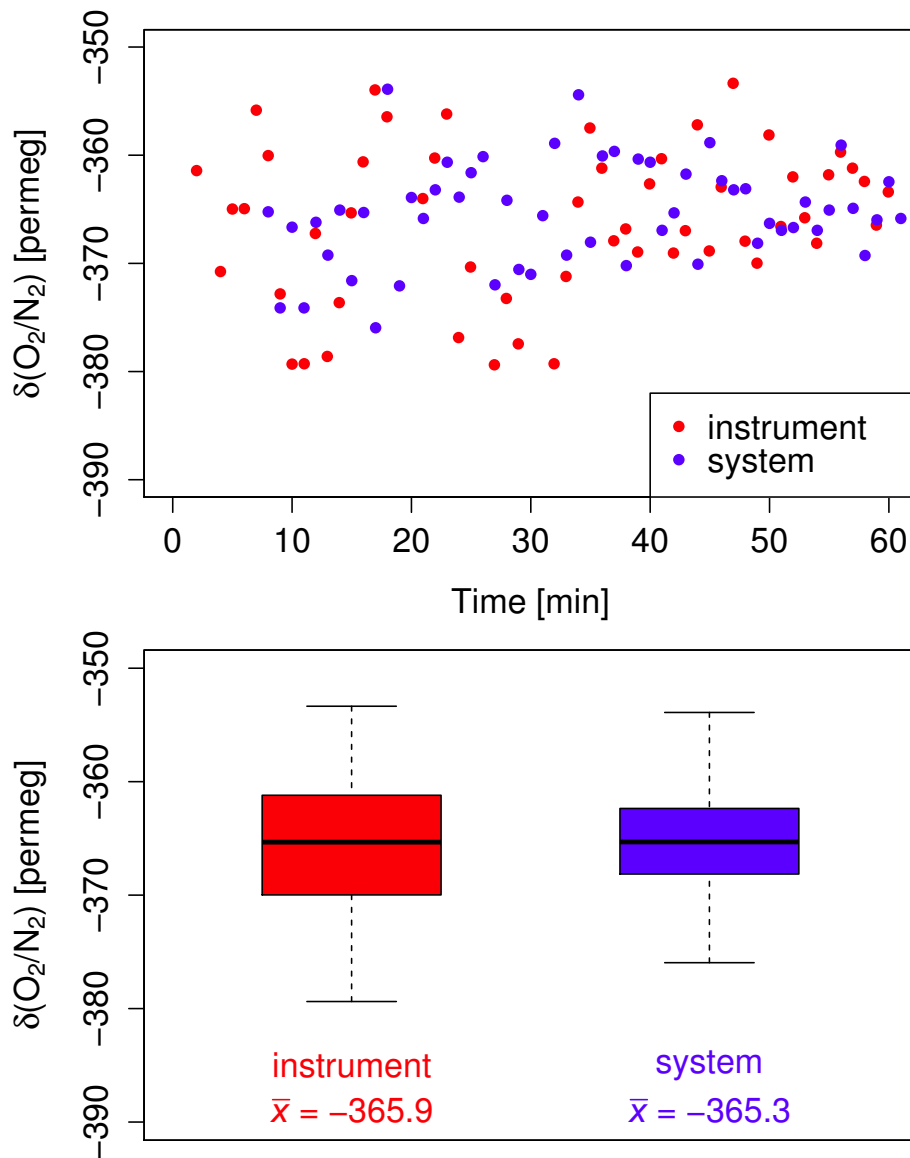 δ(O₂/N₂) [permeg]
−350
−360
−370
−380
−390
instrument
system
0 10 20 30 40 50 60
Time [min]
δ(O₂/N₂) [permeg]
−350
−360
−370
−380
−390
instrument system
x̅ = −365.9 x̅ = −365.3